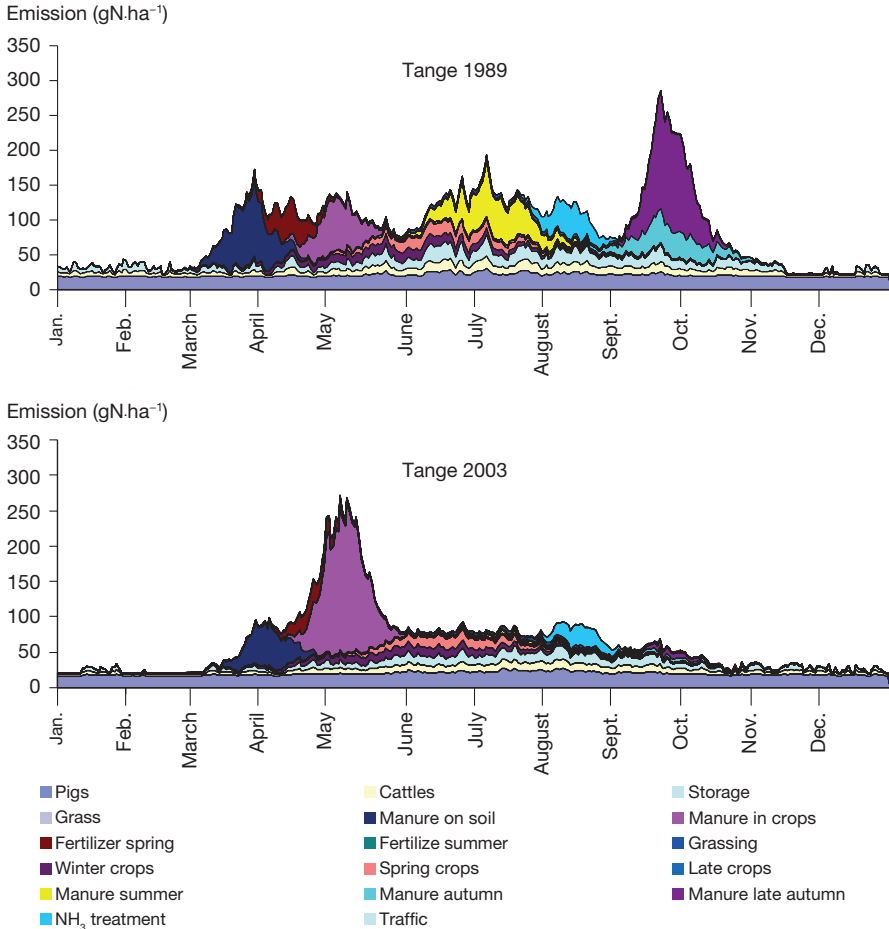 Emission (gN·ha⁻¹)
Tange 1989
350
300
250
200
150
100
50
0
Jan.
Feb.
March
April
May
June
July
August
Sept.
Oct.
Nov.
Dec.
Emission (gN·ha⁻¹)
Tange 2003
350
300
250
200
150
100
50
0
Jan.
Feb.
March
April
May
June
July
August
Sept.
Oct.
Nov.
Dec.
Pigs Cattles Storage
Grass Manure on soil Manure in crops
Fertilizer spring Fertilize summer Grassing
Winter crops Spring crops Late crops
Manure summer Manure autumn Manure late autumn
NH₃ treatment Traffic